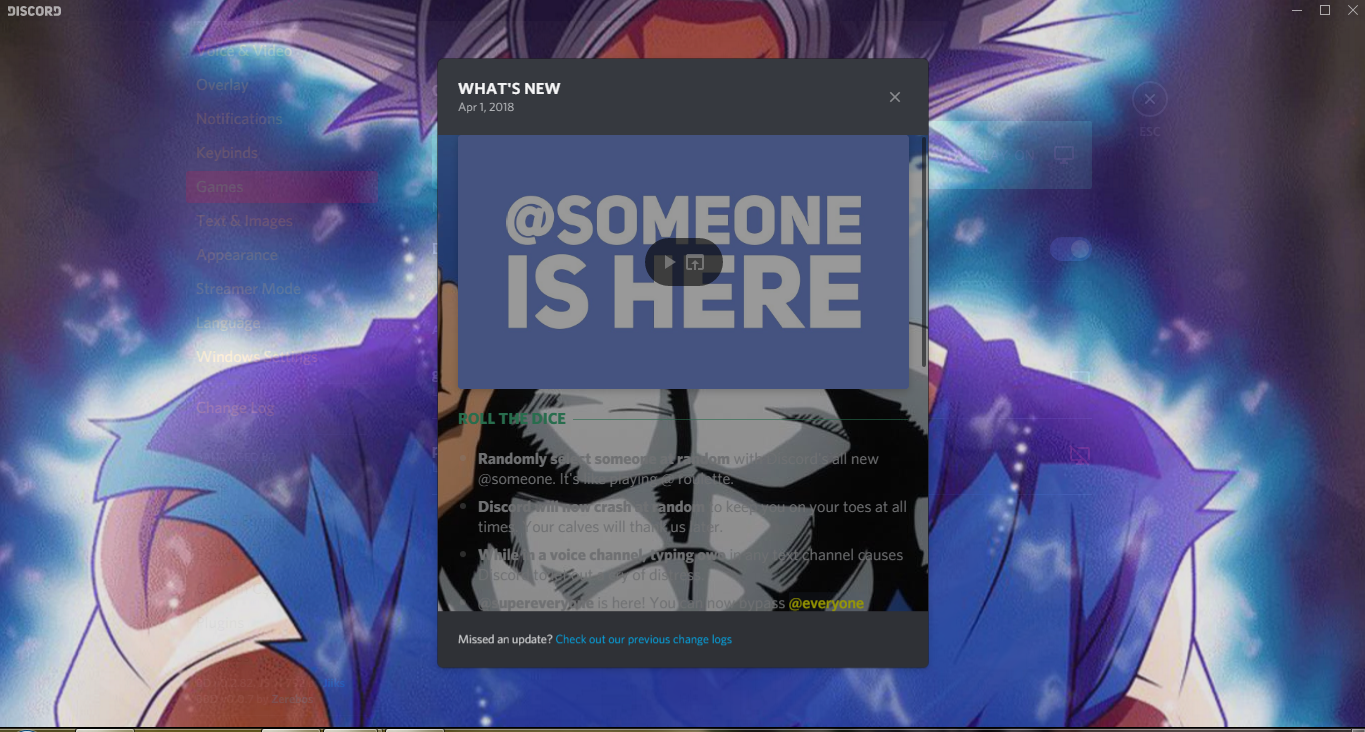 DISCORD
Voice & Video
Overlay
Notifications
Keybinds
Games
Text & Images
Appearance
Streamer Mode
Language
Windows Settings
Change Log
ESC
WHAT'S NEW
Apr 1, 2018
@SOMEONE
IS HERE
ROLL THE DICE
Randomly select someone at random with Discord's all new
@someone. It's like playing @ roulette.
Discord will now crash at random to keep you on your toes at all
times. Your calves will thank us later.
While in a voice channel, typing owo in any text channel causes
Discord to of distress.
@supereveryone is here! You can now bypass @everyone
Missed an update? Check out our previous change logs